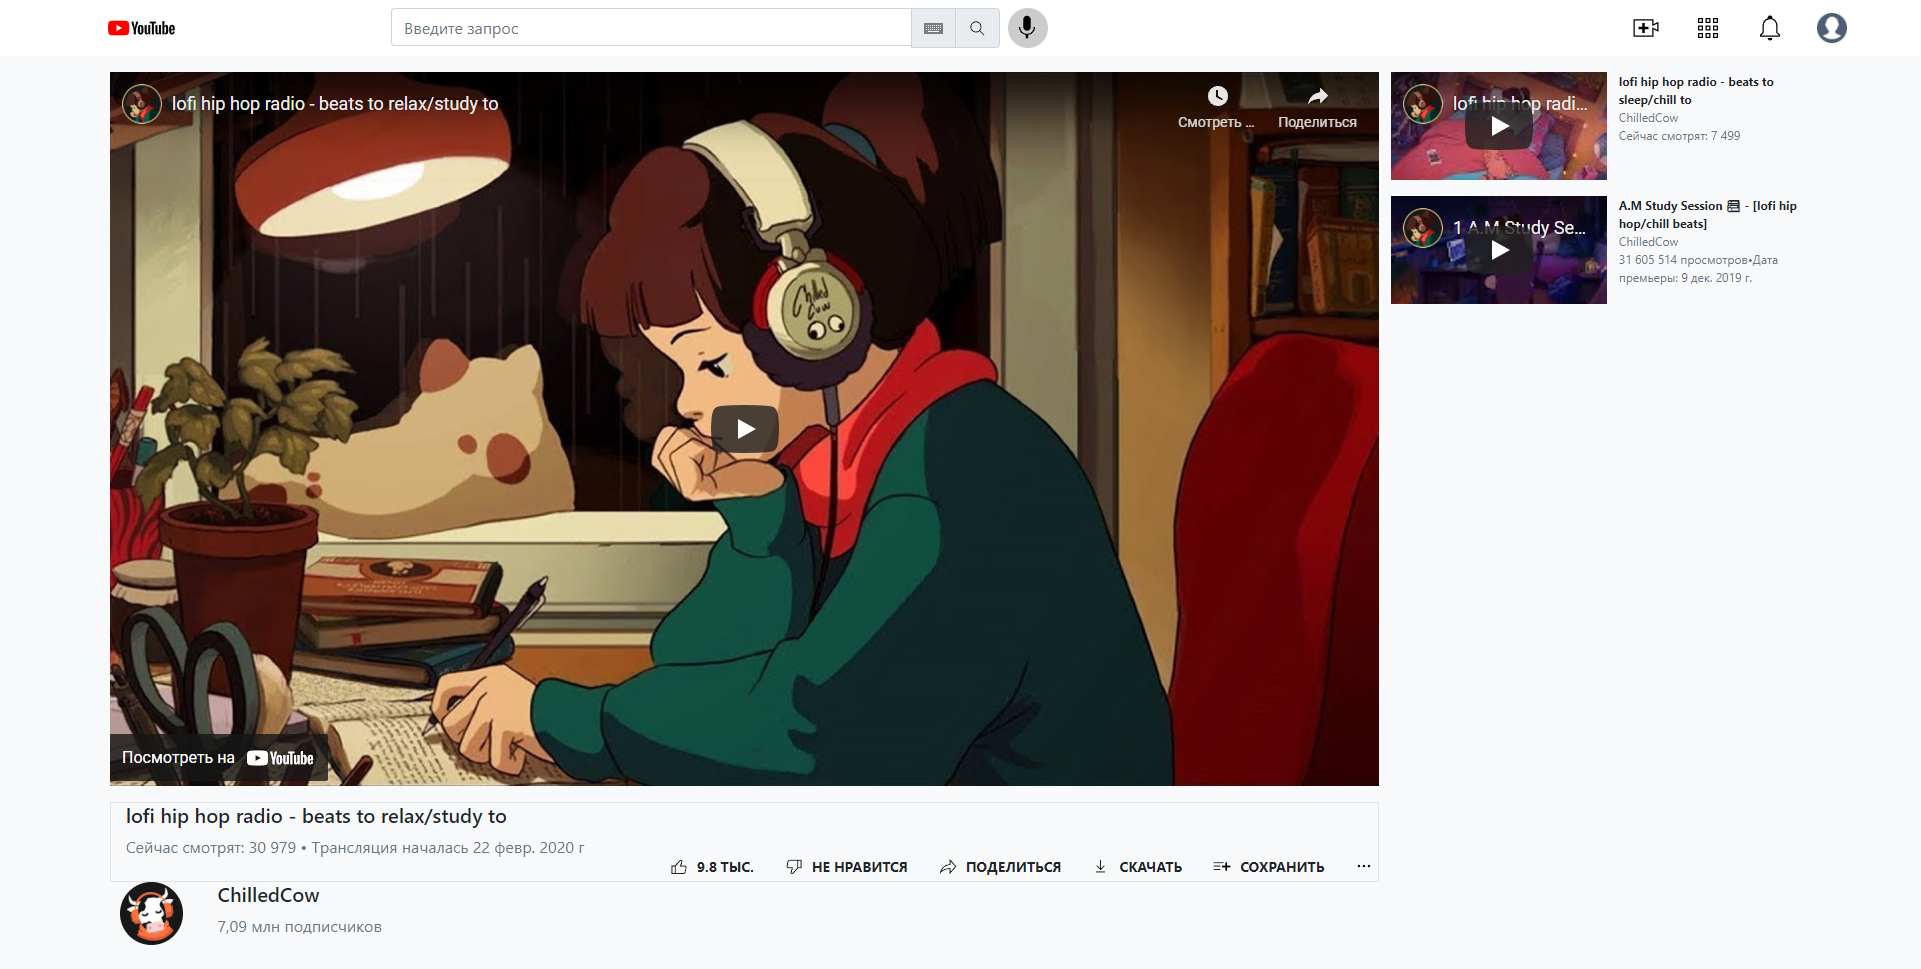 YouTube
Введите запрос
lofi hip hop radio - beats to relax/study to
Смотреть ...
Поделиться
Chilled
Cow
Посмотреть на YouTube
lofi hip hop radio - beats to relax/study to
Сейчас смотрят: 30 979 • Трансляция началась 22 февр. 2020 г
9.8 ТЫС.
НЕ НРАВИТСЯ
ПОДЕЛИТЬСЯ
СКАЧАТЬ
СОХРАНИТЬ
ChilledCow
7,09 млн подписчиков
lofi hip hop radi...
lofi hip hop radio - beats to
sleep/chill to
ChilledCow
Сейчас смотрят: 7 499
1 A.M Study Se...
A.M Study Session 📚 - [lofi hip
hop/chill beats]
ChilledCow
31 605 514 просмотров•Дата
премьеры: 9 дек. 2019 г.